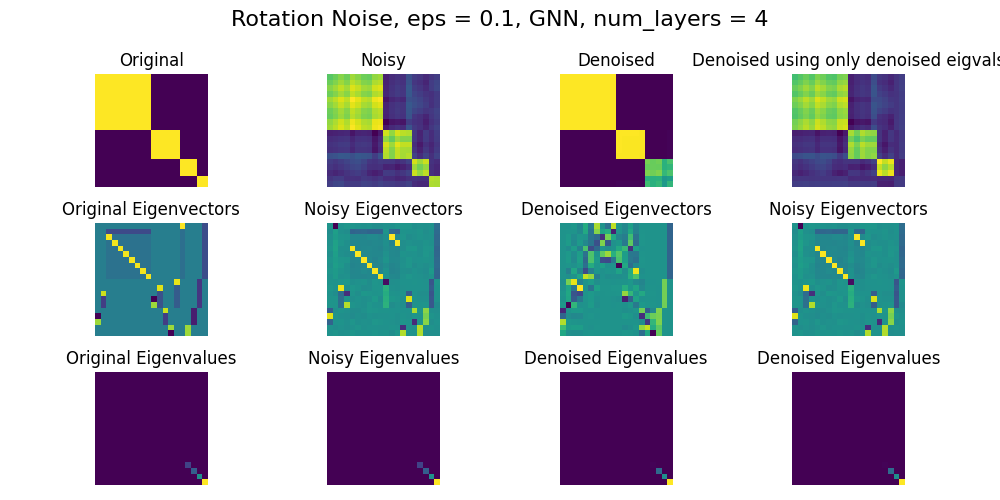 Rotation Noise, eps = 0.1, GNN, num_layers = 4
Original
Noisy
Denoised
Denoised using only denoised eigvals
Original Eigenvectors
Noisy Eigenvectors
Denoised Eigenvectors
Noisy Eigenvectors
Original Eigenvalues
Noisy Eigenvalues
Denoised Eigenvalues
Denoised Eigenvalues